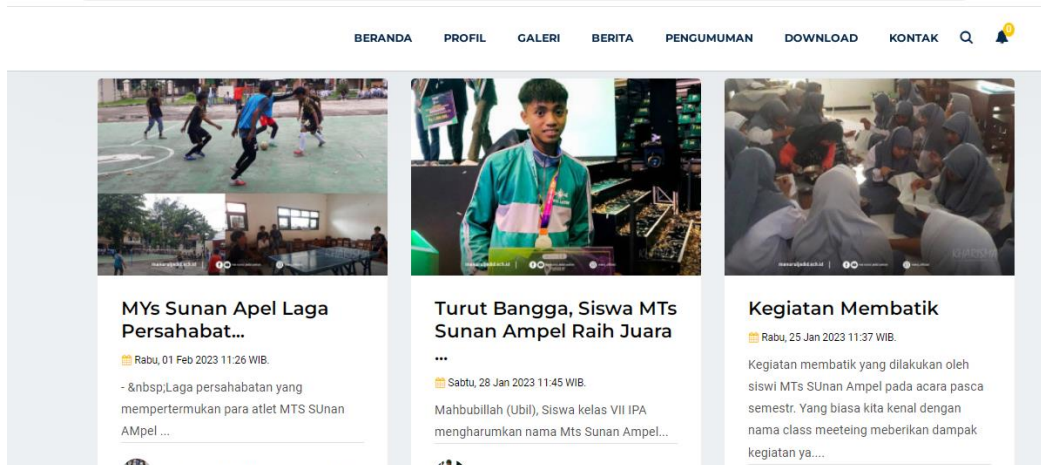 BERANDA PROFIL GALERI BERITA PENGUMUMAN DOWNLOAD KONTAK 0
MYs Sunan Apel Laga
Persahabat...
Rabu, 01 Feb 2023 11:26 WIB.
- &nbsp;Laga persahabatan yang
mempertermukan para atlet MTS SUnan
AMpel ...
Turut Bangga, Siswa MTs
Sunan Ampel Raih Juara
...
Sabtu, 28 Jan 2023 11:45 WIB.
Mahbubillah (Ubil), Siswa kelas VII IPA
mengharumkan nama Mts Sunan Ampel...
Kegiatan Membatik
Rabu, 25 Jan 2023 11:37 WIB.
Kegiatan membatik yang dilakukan oleh
siswi MTs SUnan Ampel pada acara pasca
semestr. Yang biasa kita kenal dengan
nama class meeteing meberikan dampak
kegiatan ya....